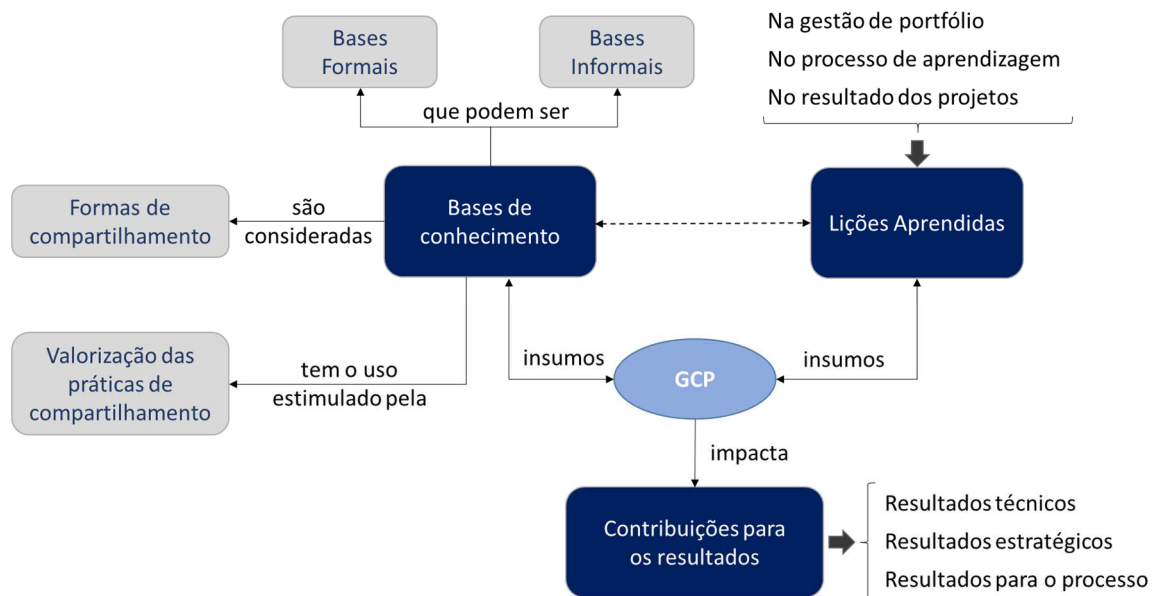 Bases
Formais
Bases
Informais
Na gestão de portfólio
No processo de aprendizagem
No resultado dos projetos
que podem ser
Formas de
compartilhamento
são
consideradas
Bases de
conhecimento
Lições Aprendidas
Valorização das
práticas de
compartilhamento
tem o uso
estimulado pela
insumos
GCP
insumos
impacta
Contribuições para
os resultados
Resultados técnicos
Resultados estratégicos
Resultados para o processo